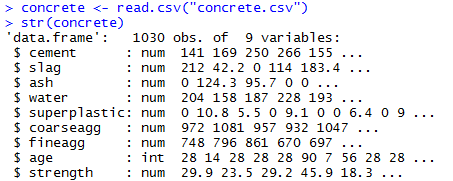 > concrete <- read.csv("concrete.csv")
> str(concrete)
'data.frame':   1030 obs. of  9 variables:
 $ cement      : num  141 169 250 266 155 ...
 $ slag        : num  212 42.2 0 114 183.4 ...
 $ ash         : num  0 124.3 95.7 0 0 ...
 $ water       : num  204 158 187 228 193 ...
 $ superplastic: num  0 10.8 5.5 0 9.1 0 0 6.4 0 9 ...
 $ coarseagg   : num  972 1081 957 932 1047 ...
 $ fineagg     : num  748 796 861 670 697 ...
 $ age         : int  28 14 28 28 28 90 7 56 28 28 ...
 $ strength    : num  29.9 23.5 29.2 45.9 18.3 ...